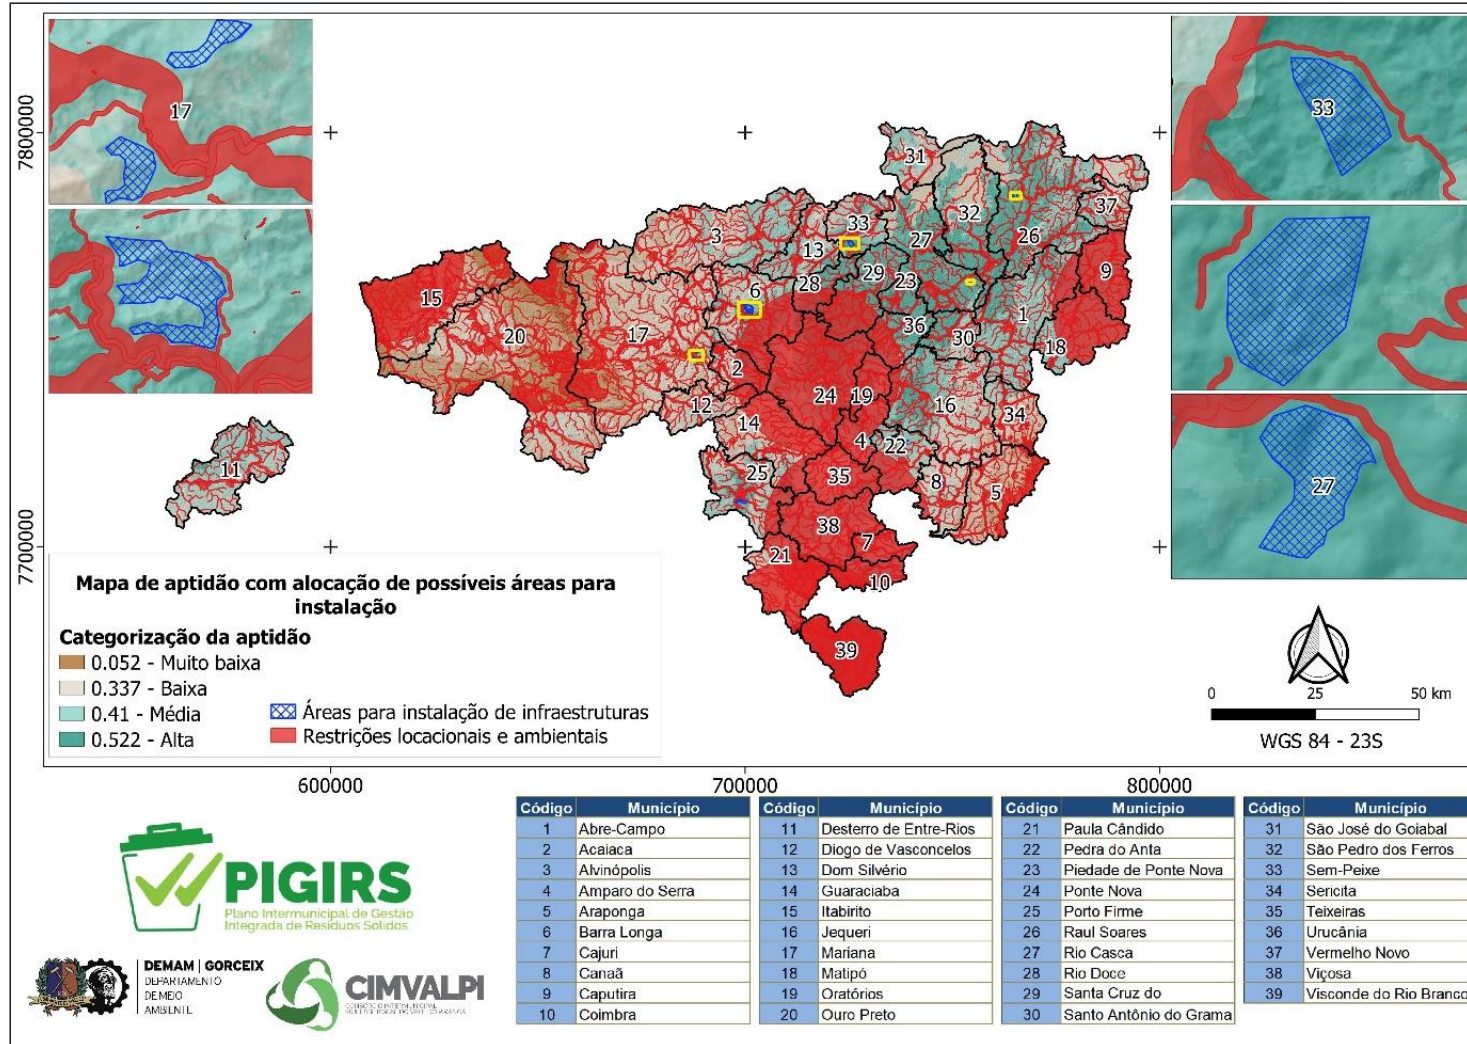 17
33
27
7800000
7700000
600000
700000
800000
31
37
32
33
3
27
26
13
9
29
15
28
23
6
1
20
17
36
30
18
2
24
19
12
16
34
14
4
22
11
25
35
8
5
38
7
21
10
39
Mapa de aptidão com alocação de possíveis áreas para
instalação
Categorização da aptidão
0.052 - Muito baixa
0.337 - Baixa
0.41 - Média
0.522 - Alta
Áreas para instalação de infraestruturas
Restrições locacionais e ambientais
0 25 50 km
WGS 84 - 23S
PIGIRS
Plano Intermunicipal de Gestão
Integrada de Resíduos Sólidos
DEMAM | GORCEIX
DEPARTAMENTO
DE MEIO
AMBIENTE
CIMVALPI
Código Município
1 Abre-Campo
2 Acaiaca
3 Alvinópolis
4 Amparo do Serra
5 Araponga
6 Barra Longa
7 Cajuri
8 Canaã
9 Caputira
10 Coimbra
Código Município
11 Desterro de Entre-Rios
12 Diogo de Vasconcelos
13 Dom Silvério
14 Guaraciaba
15 Itabirito
16 Jequeri
17 Mariana
18 Matipó
19 Oratórios
20 Ouro Preto
Código Município
21 Paula Cândido
22 Pedra do Anta
23 Piedade de Ponte Nova
24 Ponte Nova
25 Porto Firme
26 Raul Soares
27 Rio Casca
28 Rio Doce
29 Santa Cruz do
30 Santo Antônio do Grama
Código Município
31 São José do Goiabal
32 São Pedro dos Ferros
33 Sem-Peixe
34 Sericita
35 Teixeiras
36 Urucânia
37 Vermelho Novo
38 Viçosa
39 Visconde do Rio Branco